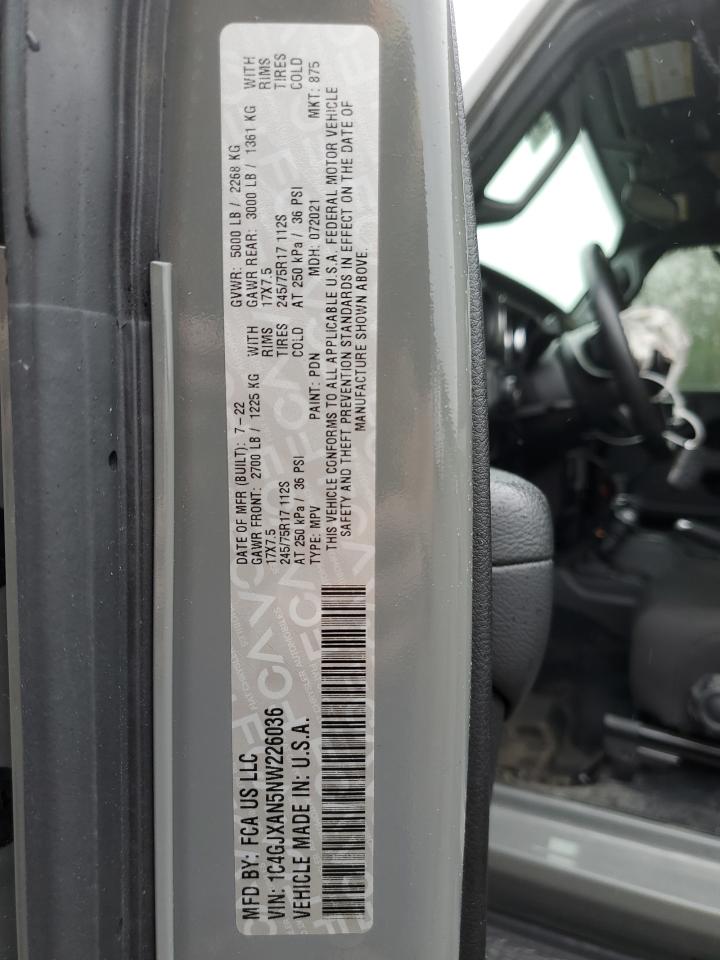 MFD BY: FCA US LLC
DATE OF MFR (BUILT): 7-22
GVWR: 5000 LB / 2268 KG
GAWR FRONT: 2700 LB / 1225 KG WITH
GAWR REAR: 3000 LB / 1361 KG WITH
17X7.5 RIMS
17X7.5 RIMS
245/75R17 112S TIRES
245/75R17 112S TIRES
AT 250 kPa / 36 PSI COLD
AT 250 kPa / 36 PSI COLD
VIN: 1C4GJXAN5NW226036
TYPE: MPV
PAINT: PDN
MDH: 072021
MKT: 875
VEHICLE MADE IN: U.S.A.
THIS VEHICLE CONFORMS TO ALL APPLICABLE U.S.A. FEDERAL MOTOR VEHICLE
SAFETY AND THEFT PREVENTION STANDARDS IN EFFECT ON THE DATE OF
MANUFACTURE SHOWN ABOVE.